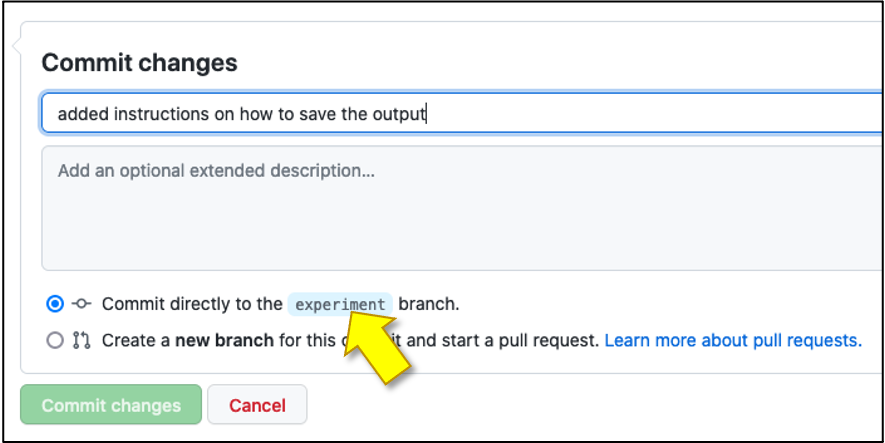 Commit changes
added instructions on how to save the output
Add an optional extended description...
Commit directly to the experiment branch.
Create a new branch for this and start a pull request. Learn more about pull requests.
Commit changes
Cancel